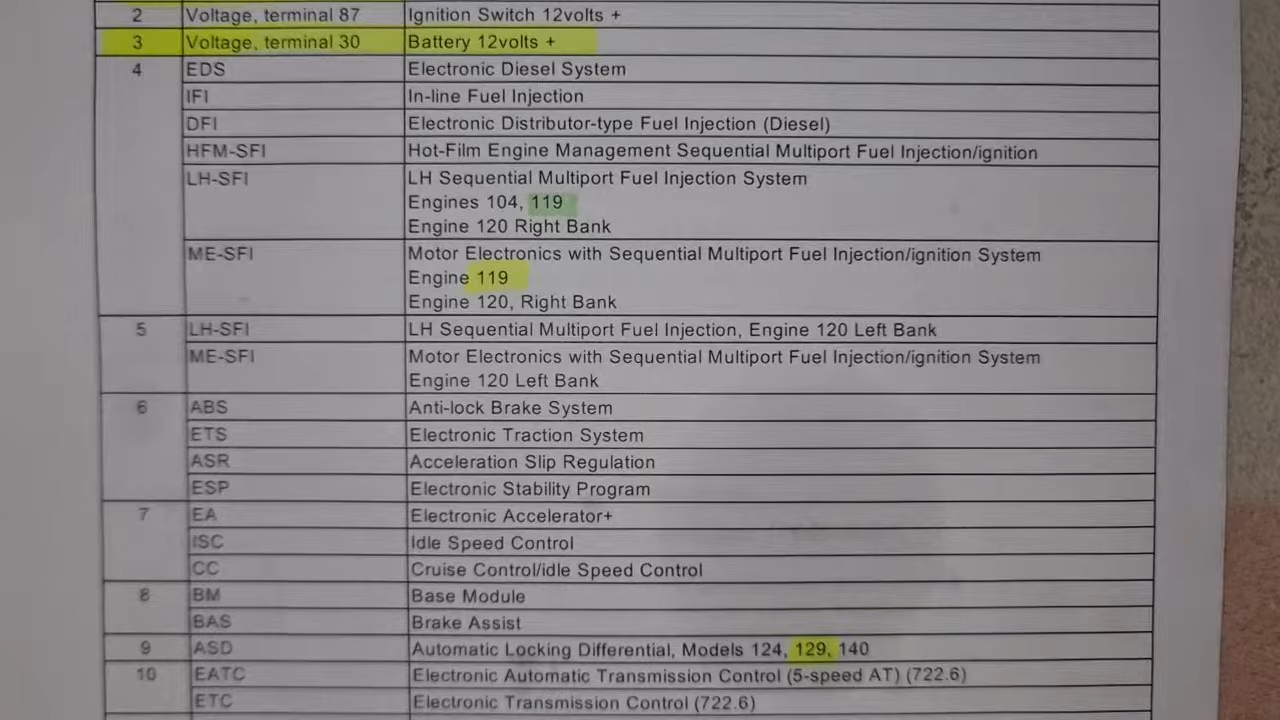 2 Voltage, terminal 87 Ignition Switch 12volts +
3 Voltage, terminal 30 Battery 12volts +
4 EDS Electronic Diesel System
IFI In-line Fuel Injection
DFI Electronic Distributor-type Fuel Injection (Diesel)
HFM-SFI Hot-Film Engine Management Sequential Multiport Fuel Injection/ignition
LH-SFI LH Sequential Multiport Fuel Injection System
Engines 104, 119
Engine 120 Right Bank
ME-SFI Motor Electronics with Sequential Multiport Fuel Injection/ignition System
Engine 119
Engine 120, Right Bank
5 LH-SFI LH Sequential Multiport Fuel Injection, Engine 120 Left Bank
ME-SFI Motor Electronics with Sequential Multiport Fuel Injection/ignition System
Engine 120 Left Bank
6 ABS Anti-lock Brake System
ETS Electronic Traction System
ASR Acceleration Slip Regulation
ESP Electronic Stability Program
7 EA Electronic Accelerator+
ISC Idle Speed Control
CC Cruise Control/idle Speed Control
8 BM Base Module
BAS Brake Assist
9 ASD Automatic Locking Differential, Models 124, 129, 140
10 EATC Electronic Automatic Transmission Control (5-speed AT) (722.6)
ETC Electronic Transmission Control (722.6)